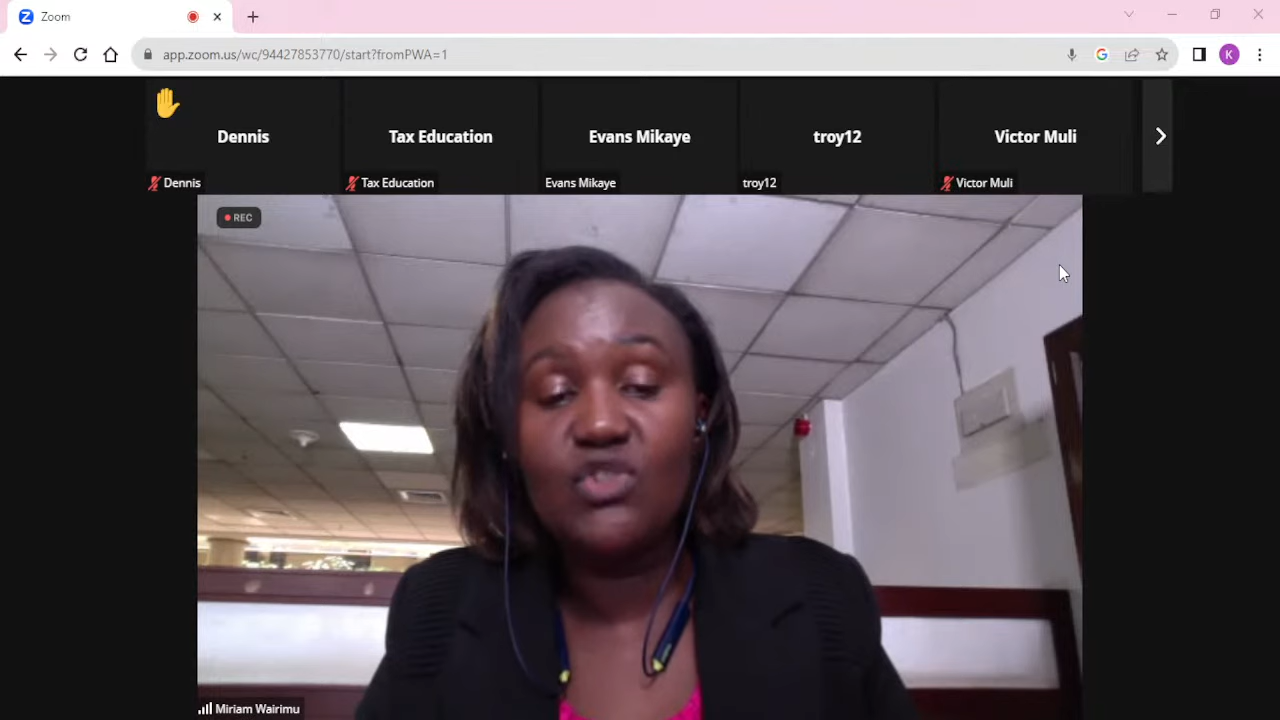 Zoom
app.zoom.us/wc/94427853770/start?fromPWA=1
K
Dennis
Tax Education
Evans Mikaye
troy12
Victor Muli
Dennis
Tax Education
Evans Mikaye
troy12
Victor Muli
REC
Miriam Wairimu